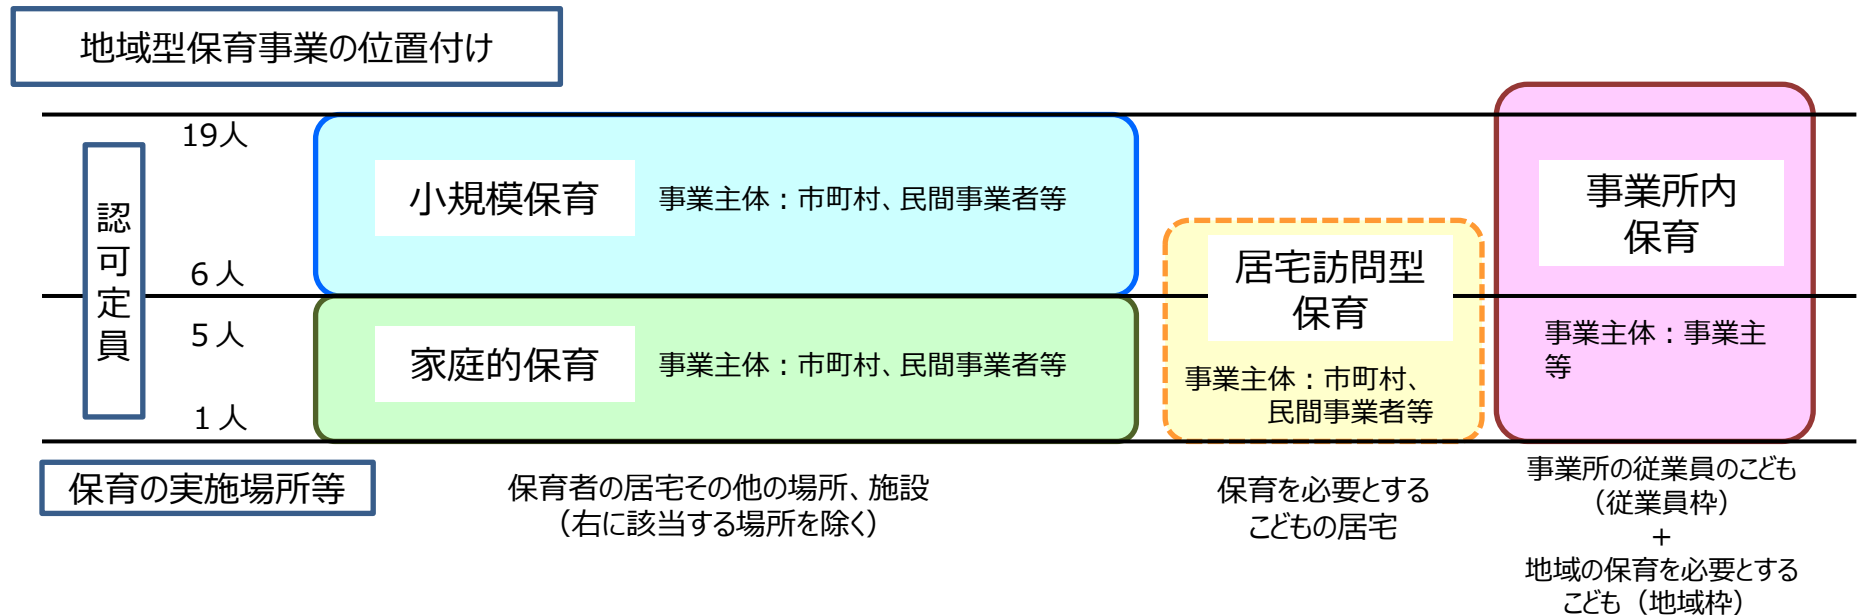 地域型保育事業の位置付け
認可定員
19人
6人
5人
1人
小規模保育
事業主体：市町村、民間事業者等
家庭的保育
事業主体：市町村、民間事業者等
居宅訪問型
保育
事業主体：市町村、
民間事業者等
事業所内
保育
事業主体：事業主
等
保育の実施場所等
保育者の居宅その他の場所、施設
（右に該当する場所を除く）
保育を必要とする
こどもの居宅
事業所の従業員のこども
（従業員枠）
+
地域の保育を必要とする
こども（地域枠）